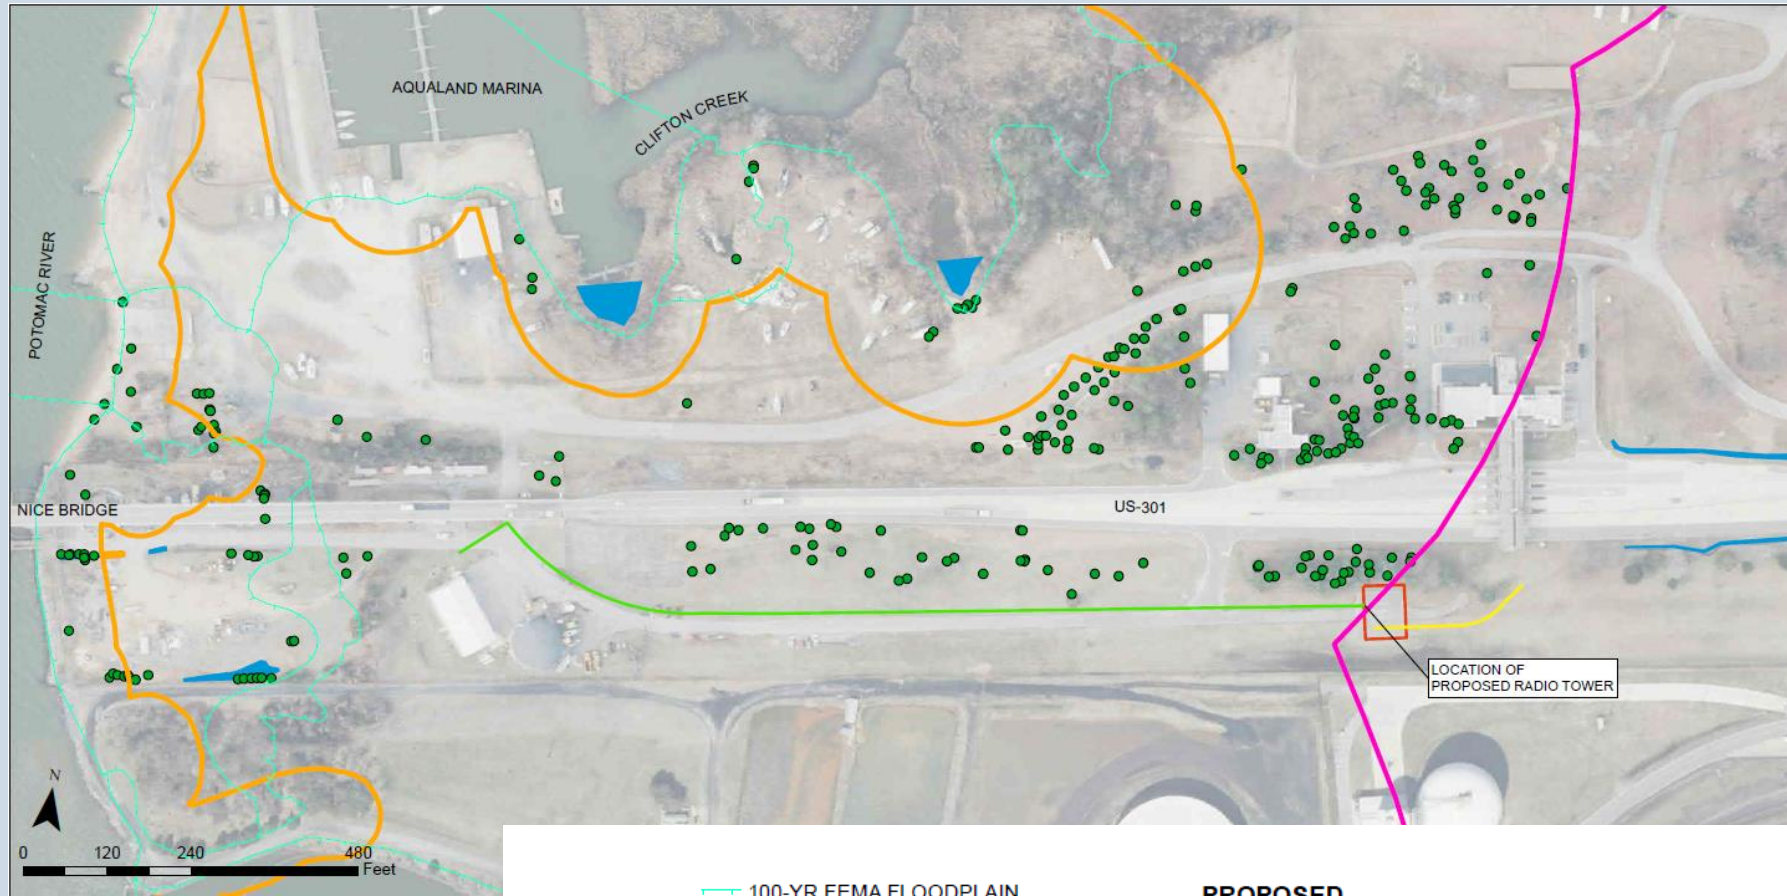 AQUALAND MARINA
CLIFTON CREEK
POTOMAC RIVER
NICE BRIDGE
US-301
LOCATION OF
PROPOSED RADIO TOWER
N
0 120 240 480
Feet
100-YR FEMA FLOODPLAIN
PROPOSED